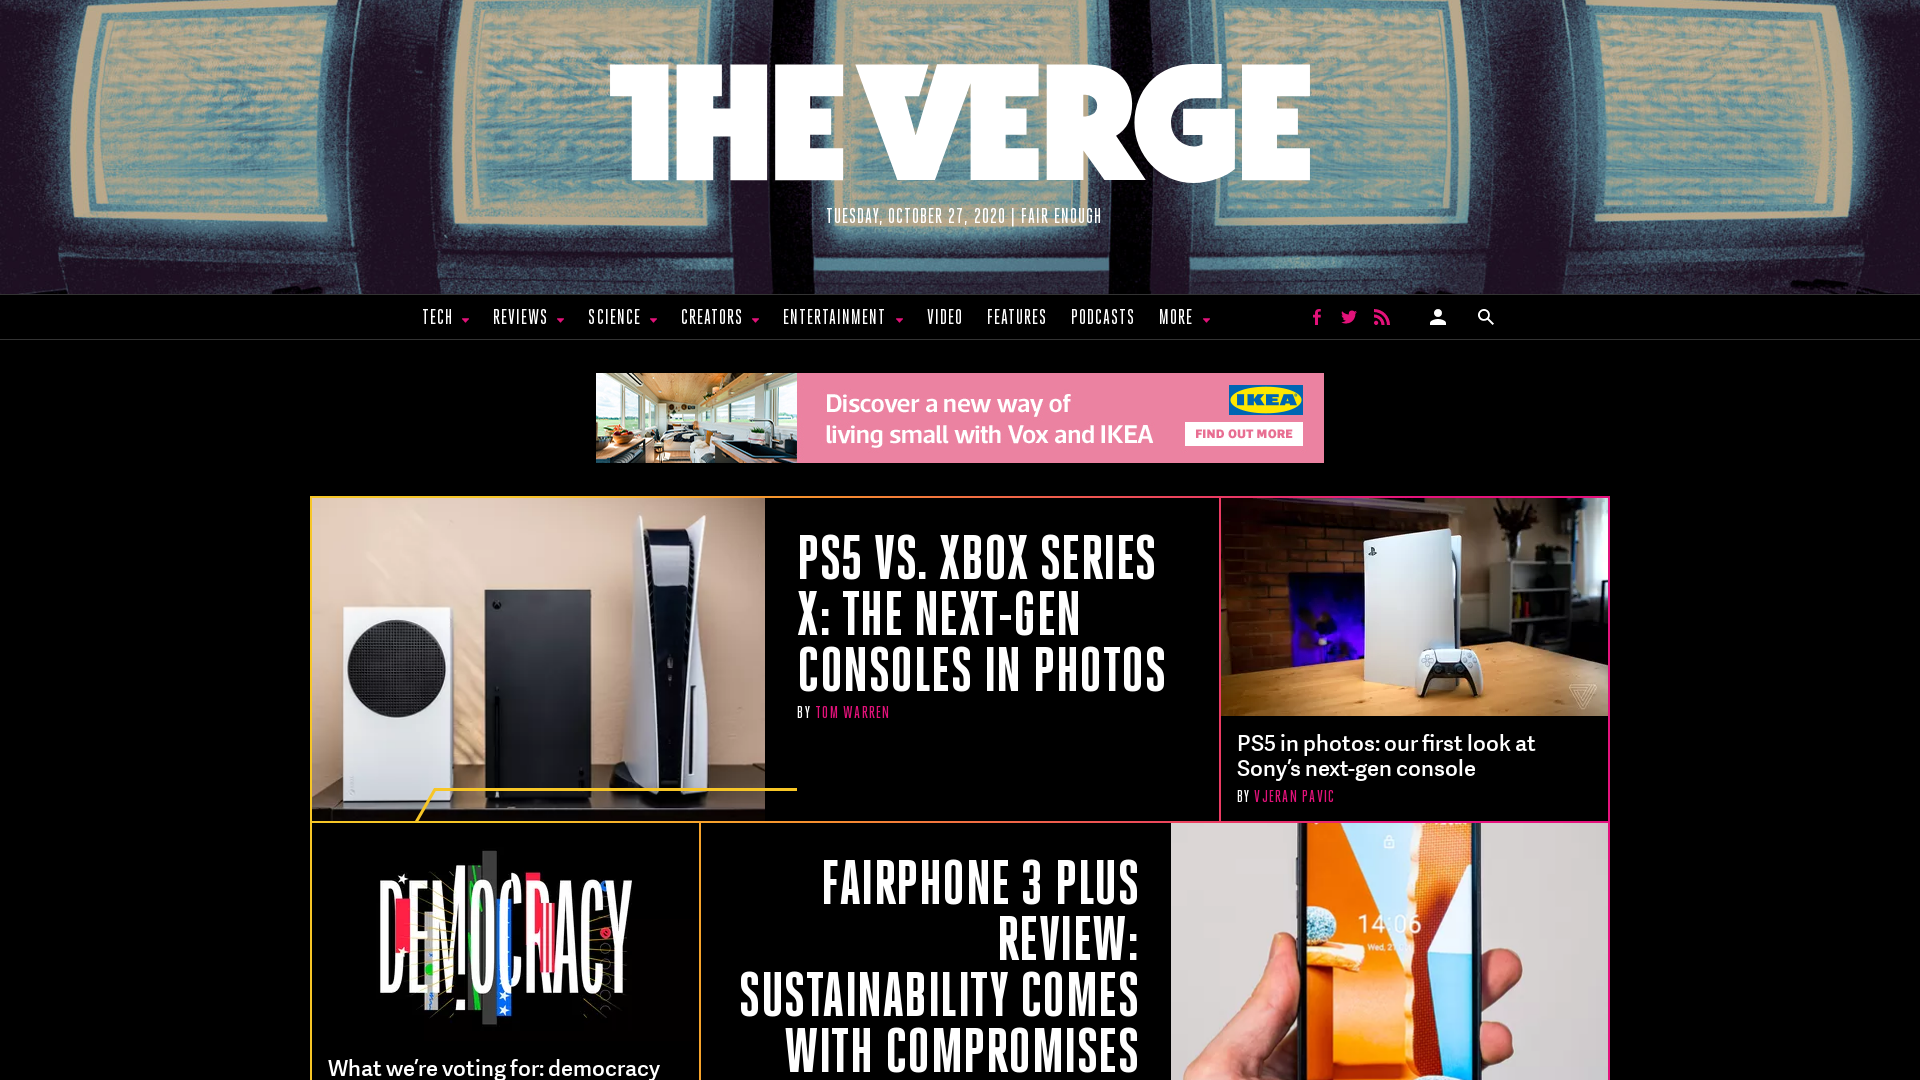 THE VERGE
TUESDAY, OCTOBER 27, 2020 | FAIR ENOUGH
TECH REVIEWS SCIENCE CREATORS ENTERTAINMENT VIDEO FEATURES PODCASTS MORE
Discover a new way of
living small with Vox and IKEA
IKEA
FIND OUT MORE
PS5 VS. XBOX SERIES
X: THE NEXT-GEN
CONSOLES IN PHOTOS
BY TOM WARREN
PS5 in photos: our first look at
Sony’s next-gen console
BY VJERAN PAVIC
DEMOCRACY
What we’re voting for: democracy
FAIRPHONE 3 PLUS
REVIEW:
SUSTAINABILITY COMES
WITH COMPROMISES
14:06